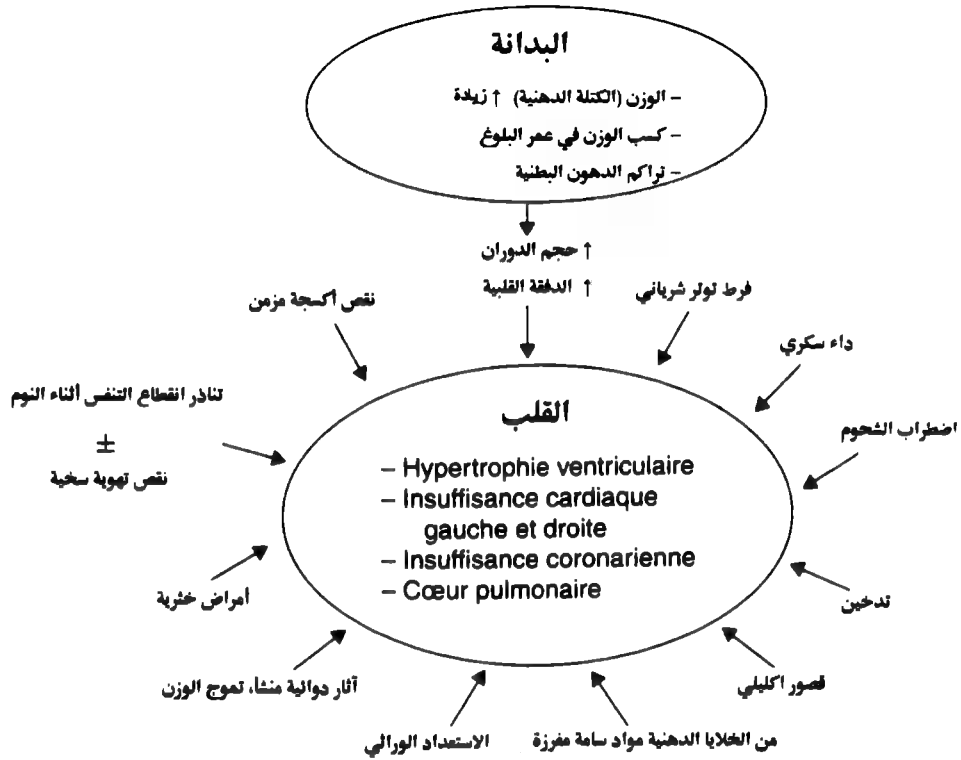 البدانة
– الوزن (الكتلة الدهنية) ↑ زيادة
– كسب الوزن في عمر البلوغ
– تراكم الدهون البطنية
↑ حجم الدوران
↑ الدفقة القلبية
نقص أكسجة مزمن
فرط توتر شرياني
داء سكري
تناذر انقطاع التنفس أثناء النوم
±
نقص تهوية سخية
اضطراب الشحوم
القلب
– Hypertrophie ventriculaire
– Insuffisance cardiaque
gauche et droite
– Insuffisance coronarienne
– Cœur pulmonaire
أمراض خثرية
تدخين
آثار دوائية منشأ، تموج الوزن
قصور اكليلي
الاستعداد الوراثي
من الخلايا الدهنية مواد سامة مفرزة